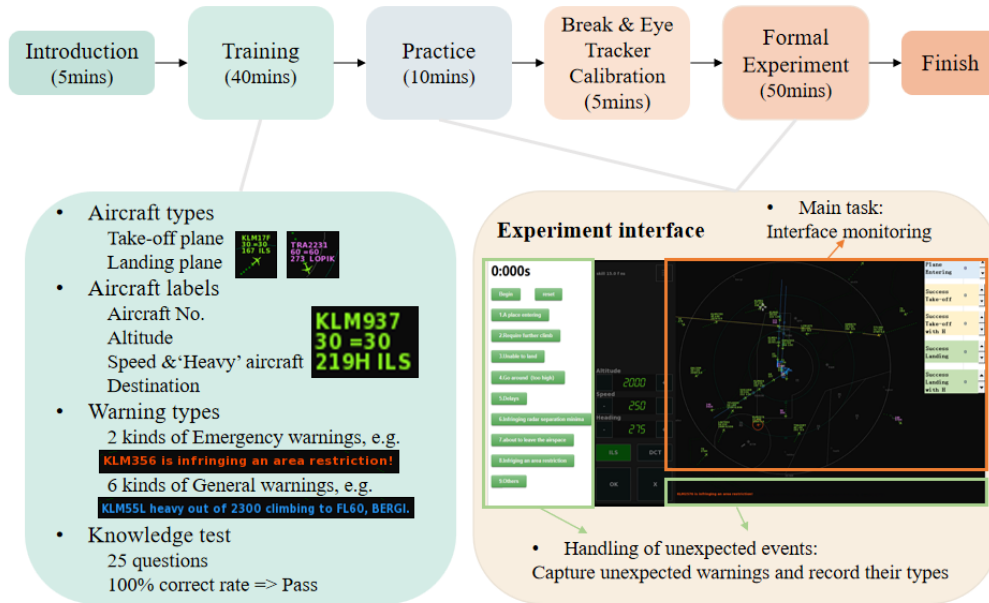 Introduction
(5mins)
Training
(40mins)
Practice
(10mins)
Break & Eye
Tracker
Calibration
(5mins)
Formal
Experiment
(50mins)
Finish
• Aircraft types
Take-off plane
Landing plane
KLM17F
30 =30
167 ILS
TRA2231
60 =60
273 LOPIK
• Aircraft labels
Aircraft No.
Altitude
Speed &‘Heavy’ aircraft
Destination
KLM937
30 =30
219H ILS
• Warning types
2 kinds of Emergency warnings, e.g.
KLM356 is infringing an area restriction!
6 kinds of General warnings, e.g.
KLM55L heavy out of 2300 climbing to FL60, BERGI.
• Knowledge test
25 questions
100% correct rate => Pass
• Main task:
Interface monitoring
Experiment interface
0:000s
Begin
reset
1.A place entering
2.Require further climb
3.Unable to land
4.Go around (too high)
5.Delays
6.Infringing radar separation minima
7.about to leave the airspace
8.Infringing an area restriction
9.Others
Altitude
2000
Speed
250
Heading
275
ILS
DCT
OK
X
Plane
Entering
Success
Take-off
Success
Take-off
with H
Success
Landing
Success
Landing
with H
• Handling of unexpected events:
Capture unexpected warnings and record their types